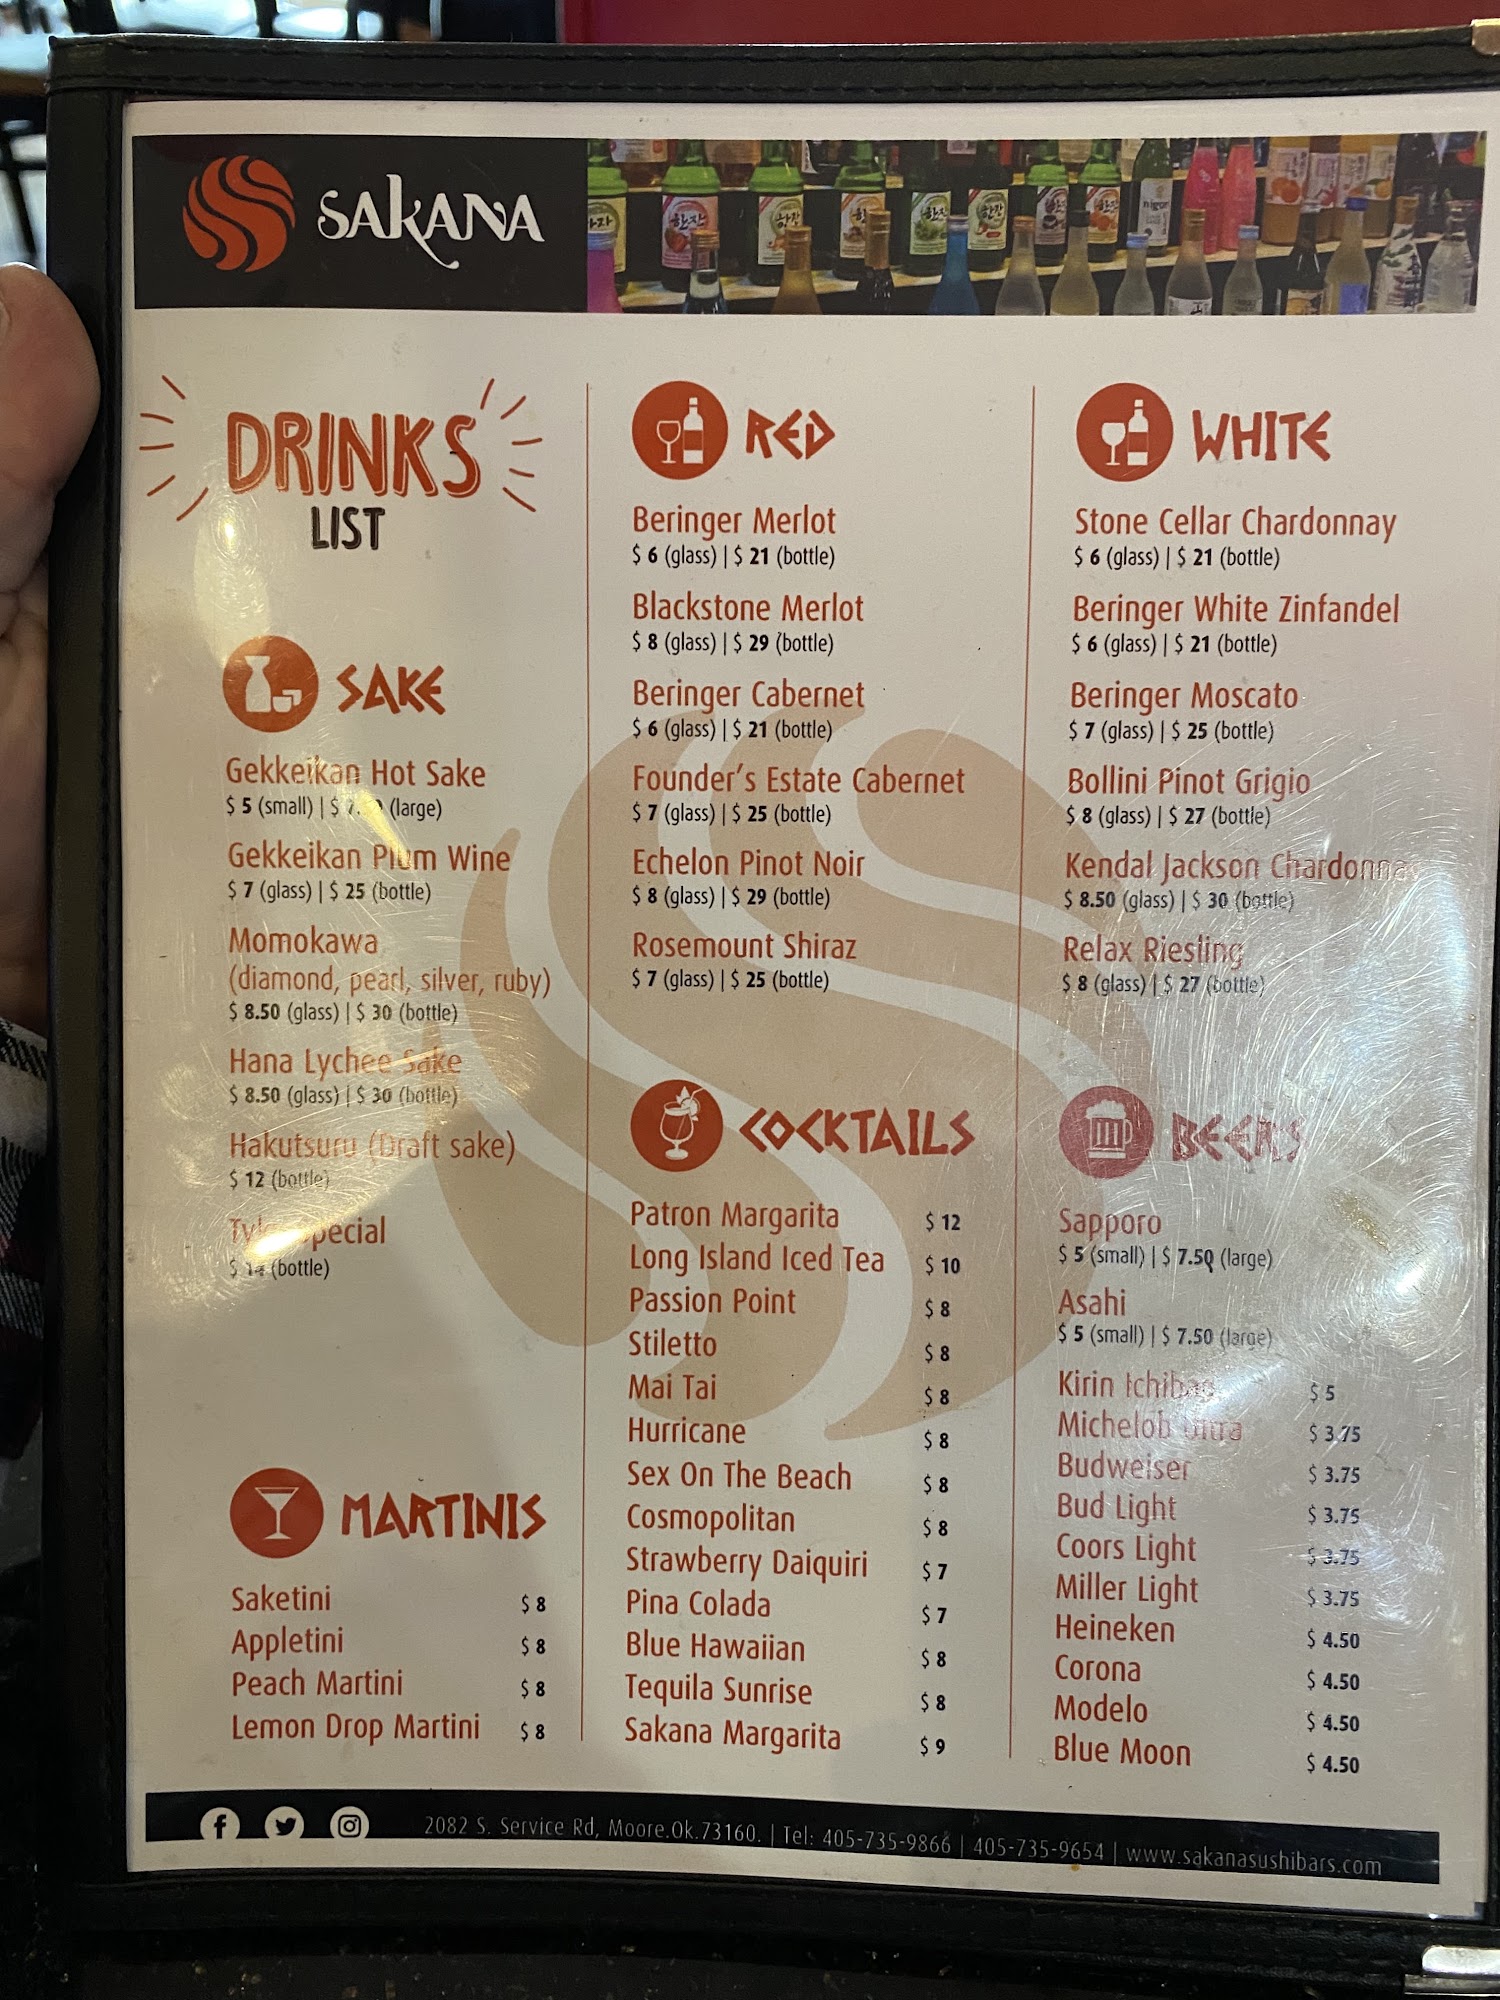 SAKANA
DRINKS
LIST
SAKE
Gekkeikan Hot Sake
$ 5 (small) | $ (large)
Gekkeikan Plum Wine
$ 7 (glass) | $ 25 (bottle)
Momokawa
(diamond, pearl, silver, ruby)
$ 8.50 (glass) | $ 30 (bottle)
Hana Lychee Sake
$ 8.50 (glass) | $ 30 (bottle)
Hakutsuru (Draft sake)
$ 12 (bottle)
Special
$ 14 (bottle)
MARTINIS
Saketini $ 8
Appletini $ 8
Peach Martini $ 8
Lemon Drop Martini $ 8
RED
Beringer Merlot
$ 6 (glass) | $ 21 (bottle)
Blackstone Merlot
$ 8 (glass) | $ 29 (bottle)
Beringer Cabernet
$ 6 (glass) | $ 21 (bottle)
Founder's Estate Cabernet
$ 7 (glass) | $ 25 (bottle)
Echelon Pinot Noir
$ 8 (glass) | $ 29 (bottle)
Rosemount Shiraz
$ 7 (glass) | $ 25 (bottle)
COCKTAILS
Patron Margarita $ 12
Long Island Iced Tea $ 10
Passion Point $ 8
Stiletto $ 8
Mai Tai $ 8
Hurricane $ 8
Sex On The Beach $ 8
Cosmopolitan $ 8
Strawberry Daiquiri $ 7
Pina Colada $ 7
Blue Hawaiian $ 8
Tequila Sunrise $ 8
Sakana Margarita $ 9
WHITE
Stone Cellar Chardonnay
$ 6 (glass) | $ 21 (bottle)
Beringer White Zinfandel
$ 6 (glass) | $ 21 (bottle)
Beringer Moscato
$ 7 (glass) | $ 25 (bottle)
Bollini Pinot Grigio
$ 8 (glass) | $ 27 (bottle)
Kendal Jackson Chardonnay
$ 8.50 (glass) | $ 30 (bottle)
Relax Riesling
$ 8 (glass) | $ 27 (bottle)
BEERS
Sapporo
$ 5 (small) | $ 7.50 (large)
Asahi
$ 5 (small) | $ 7.50 (large)
Kirin $ 5
Michelob Ultra $ 3.75
Budweiser $ 3.75
Bud Light $ 3.75
Coors Light $ 3.75
Miller Light $ 3.75
Heineken $ 4.50
Corona $ 4.50
Modelo $ 4.50
Blue Moon $ 4.50
2082 S. Service Rd, Moore.Ok.73160. | Tel: 405-735-9866 | 405-735-9654 | www.sakanasushibars.com